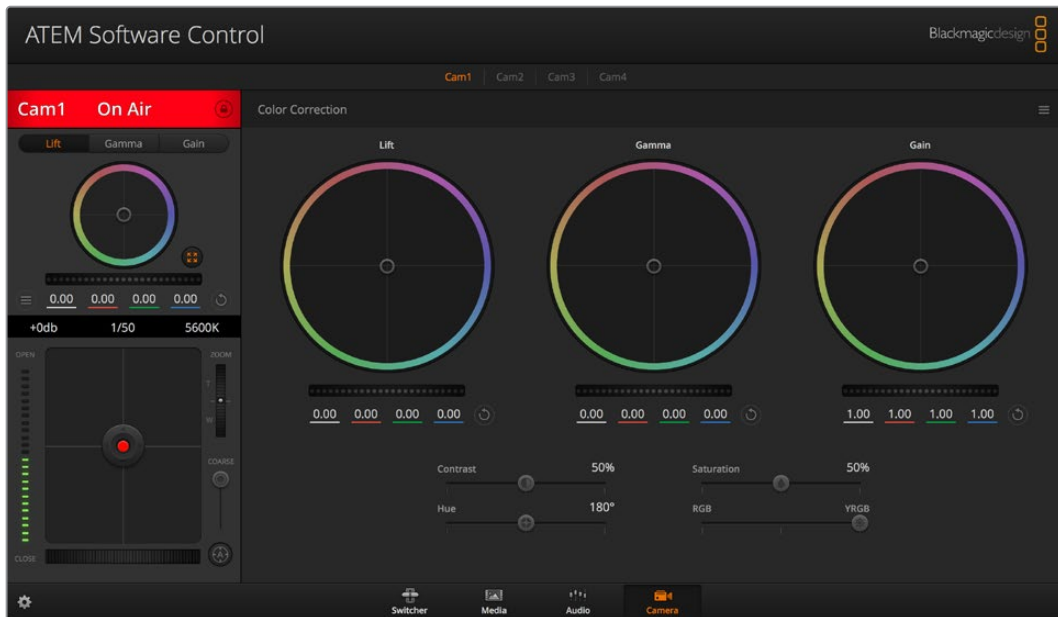 ATEM Software Control
Blackmagicdesign
Cam1 Cam2 Cam3 Cam4
Cam1 On Air
Color Correction
Lift Gamma Gain
0.00 0.00 0.00 0.00
+0db 1/50 5600K
OPEN
ZOOM
T
W
COARSE
CLOSE
A
Lift
0.00 0.00 0.00 0.00
Gamma
0.00 0.00 0.00 0.00
Gain
1.00 1.00 1.00 1.00
Contrast 50%
Saturation 50%
Hue 180°
RGB YRGB
Switcher
Media
Audio
Camera